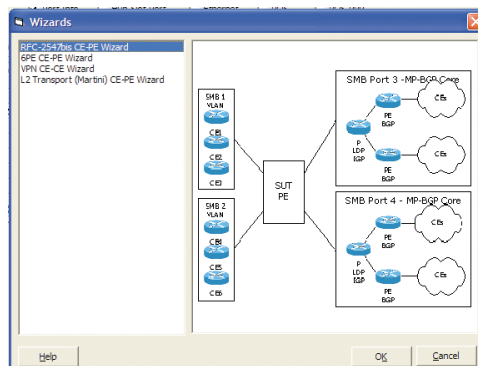 Wizards
RFC-2547bis CE-PE Wizard
6PE CE-PE Wizard
VPN CE-CE Wizard
L2 Transport (Martini) CE-PE Wizard
SMB 1
VLAN
CE1
CE2
CE3
SMB 2
VLAN
CE4
CE5
CE6
SUT
PE
SMB Port 3 -MP-BGP Core
PE
BGP
CEs
P
LDP
IGP
PE
BGP
CEs
SMB Port 4 - MP-BGP Core
PE
BGP
CEs
P
LDP
IGP
PE
BGP
CEs
Help
OK
Cancel